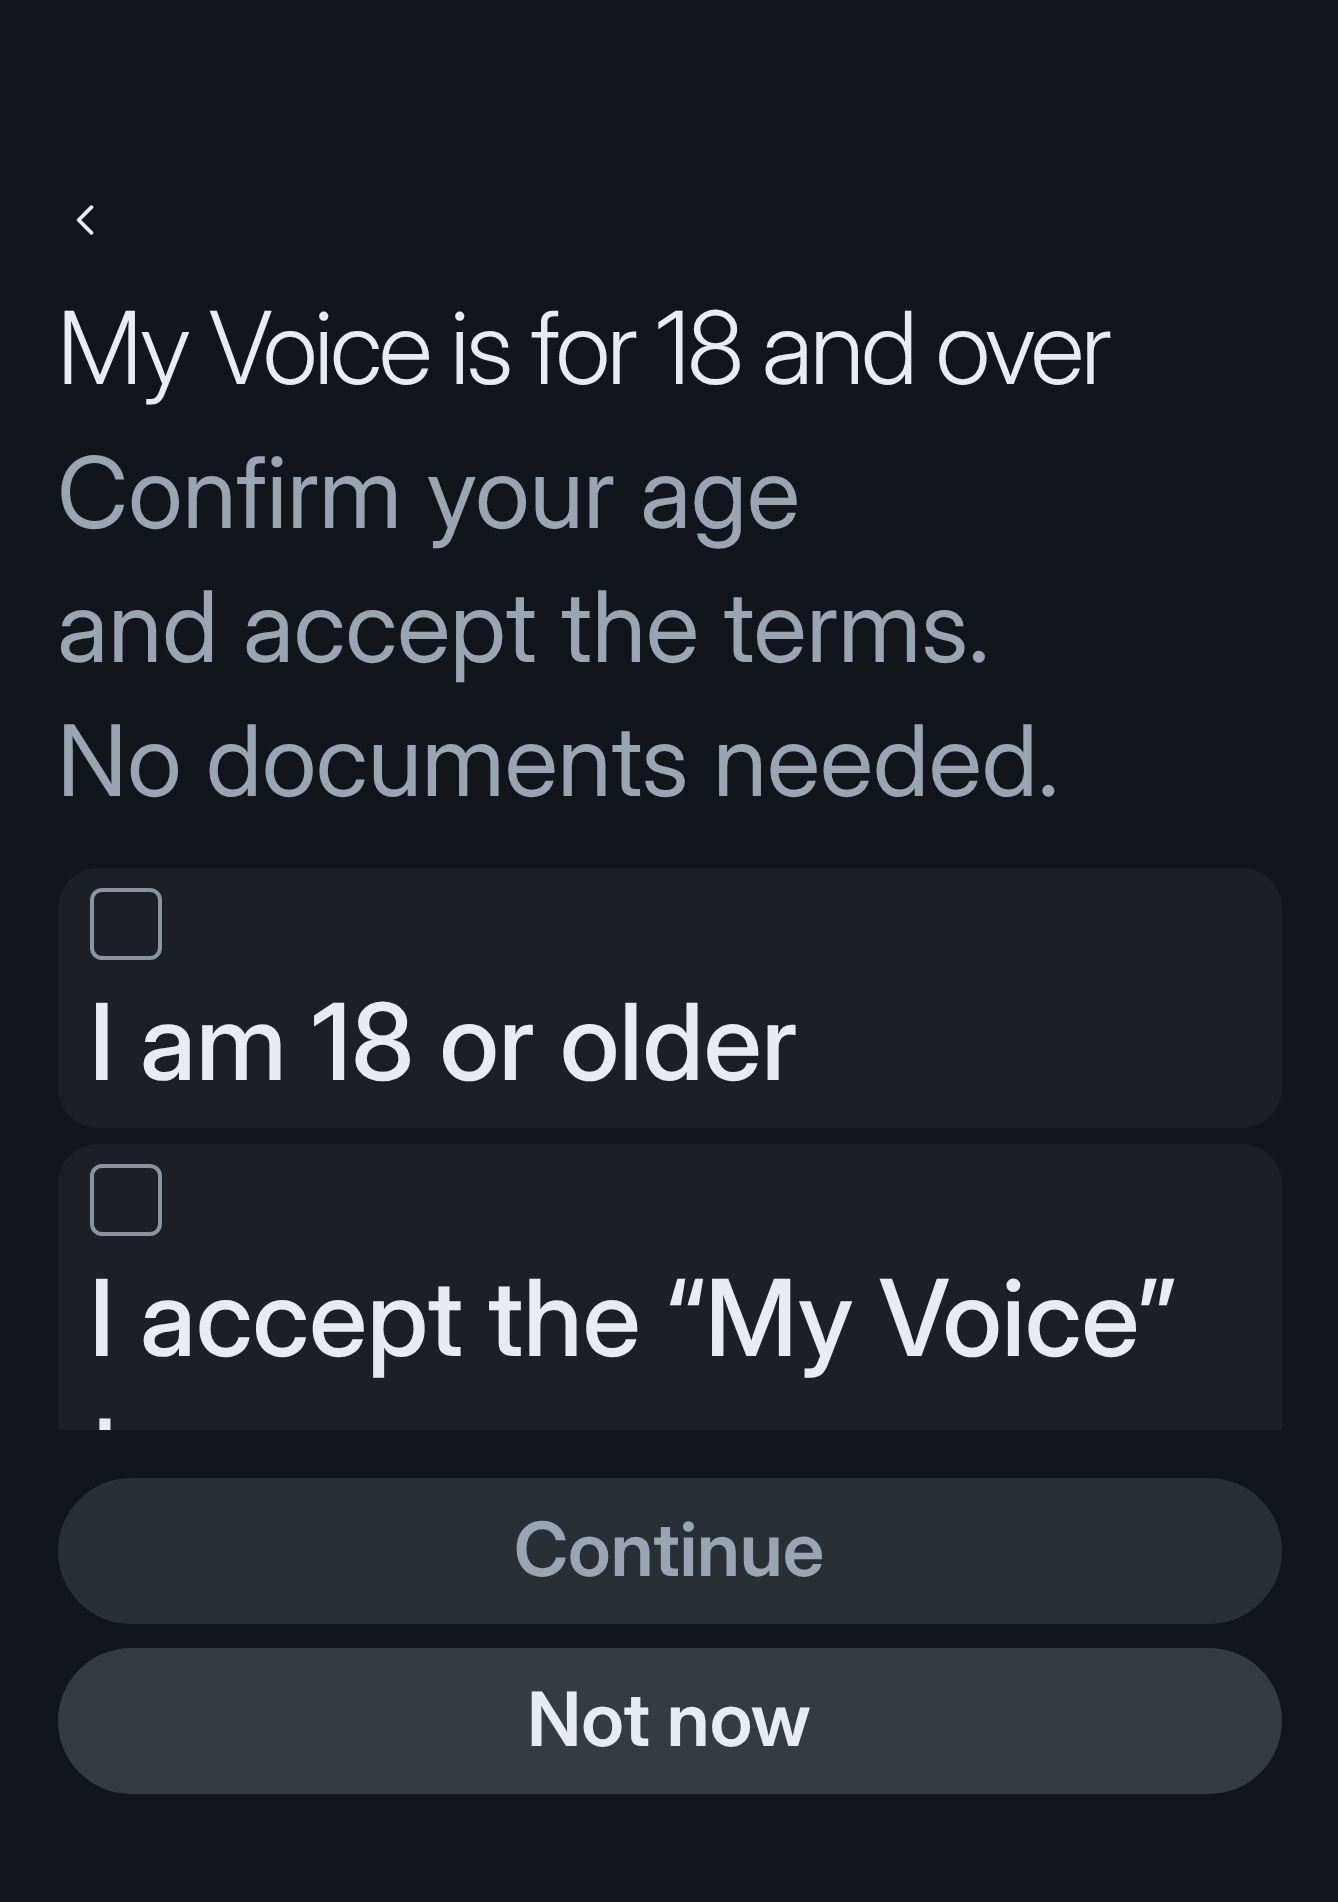 My Voice is for 18 and over
Confirm your age
and accept the terms.
No documents needed.
I am 18 or older
I accept the “My Voice”
Continue
Not now